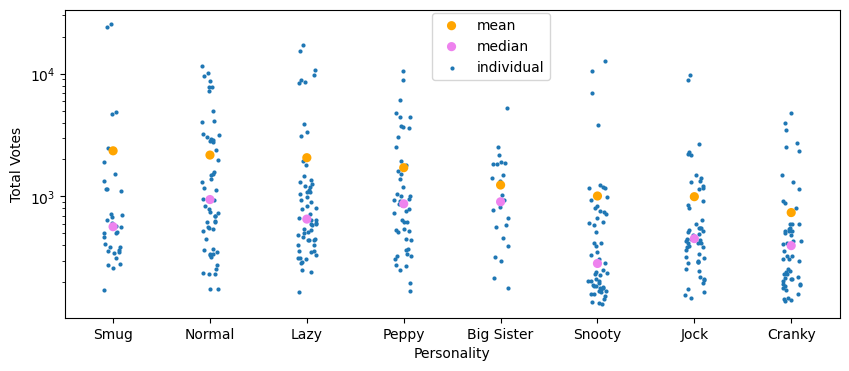 mean
median
individual
10⁴
10³
Total Votes
Smug Normal Lazy Peppy Big Sister Snooty Jock Cranky
Personality